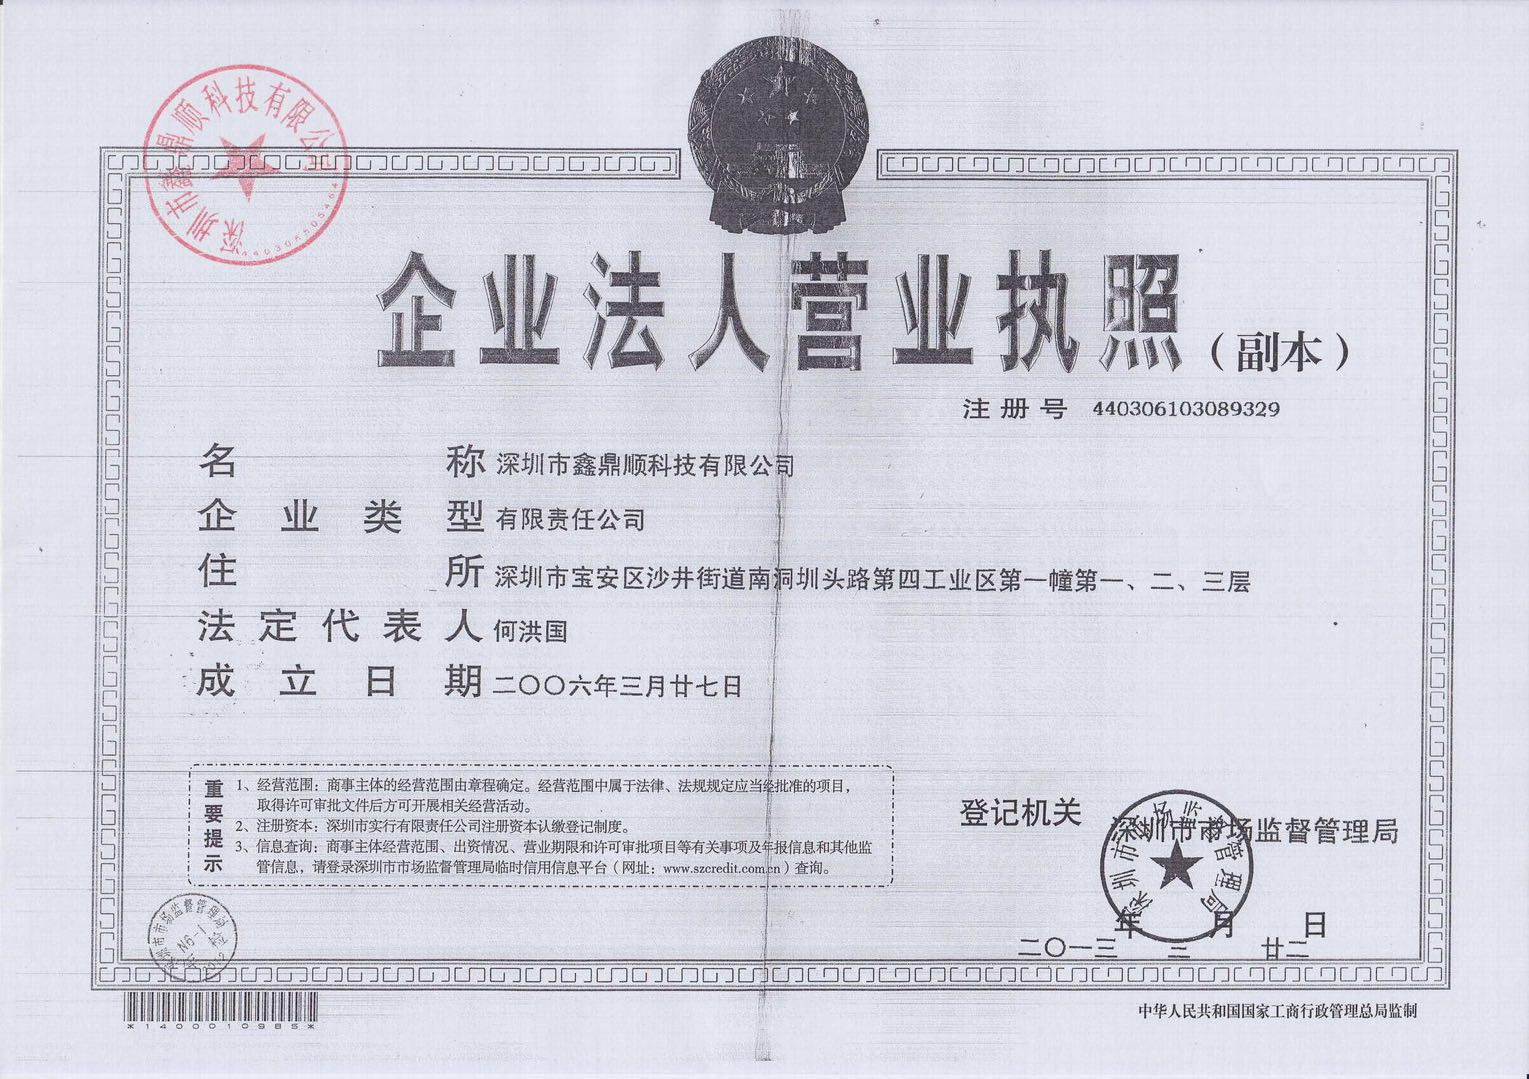 深圳市鑫鼎顺科技有限公司
企业法人营业执照(副本)
注册号 440306103089329
名称 深圳市鑫鼎顺科技有限公司
企业类型 有限责任公司
住所 深圳市宝安区沙井街道南洞圳头路第四工业区第一幢第一、二、三层
法定代表人 何洪国
成立日期 二〇〇六年三月廿七日
重要提示
1、经营范围：商事主体的经营范围由章程确定。经营范围中属于法律、法规规定应当经批准的项目，
取得许可审批文件后方可开展相关经营活动。
2、注册资本：深圳市实行有限责任公司注册资本认缴登记制度。
3、信息查询：商事主体经营范围、出资情况、营业期限和许可审批项目等有关事项及年报信息和其他监
管信息，请登录深圳市市场监督管理局临时信用信息平台（网址：www.szcredit.com.cn）查询。
登记机关 深圳市市场监督管理局
深圳市市场监督管理局
二〇一三年三月廿二日
深圳市市场监督管理局
N6-1
年检
2012
*14000010985*
中华人民共和国国家工商行政管理总局监制